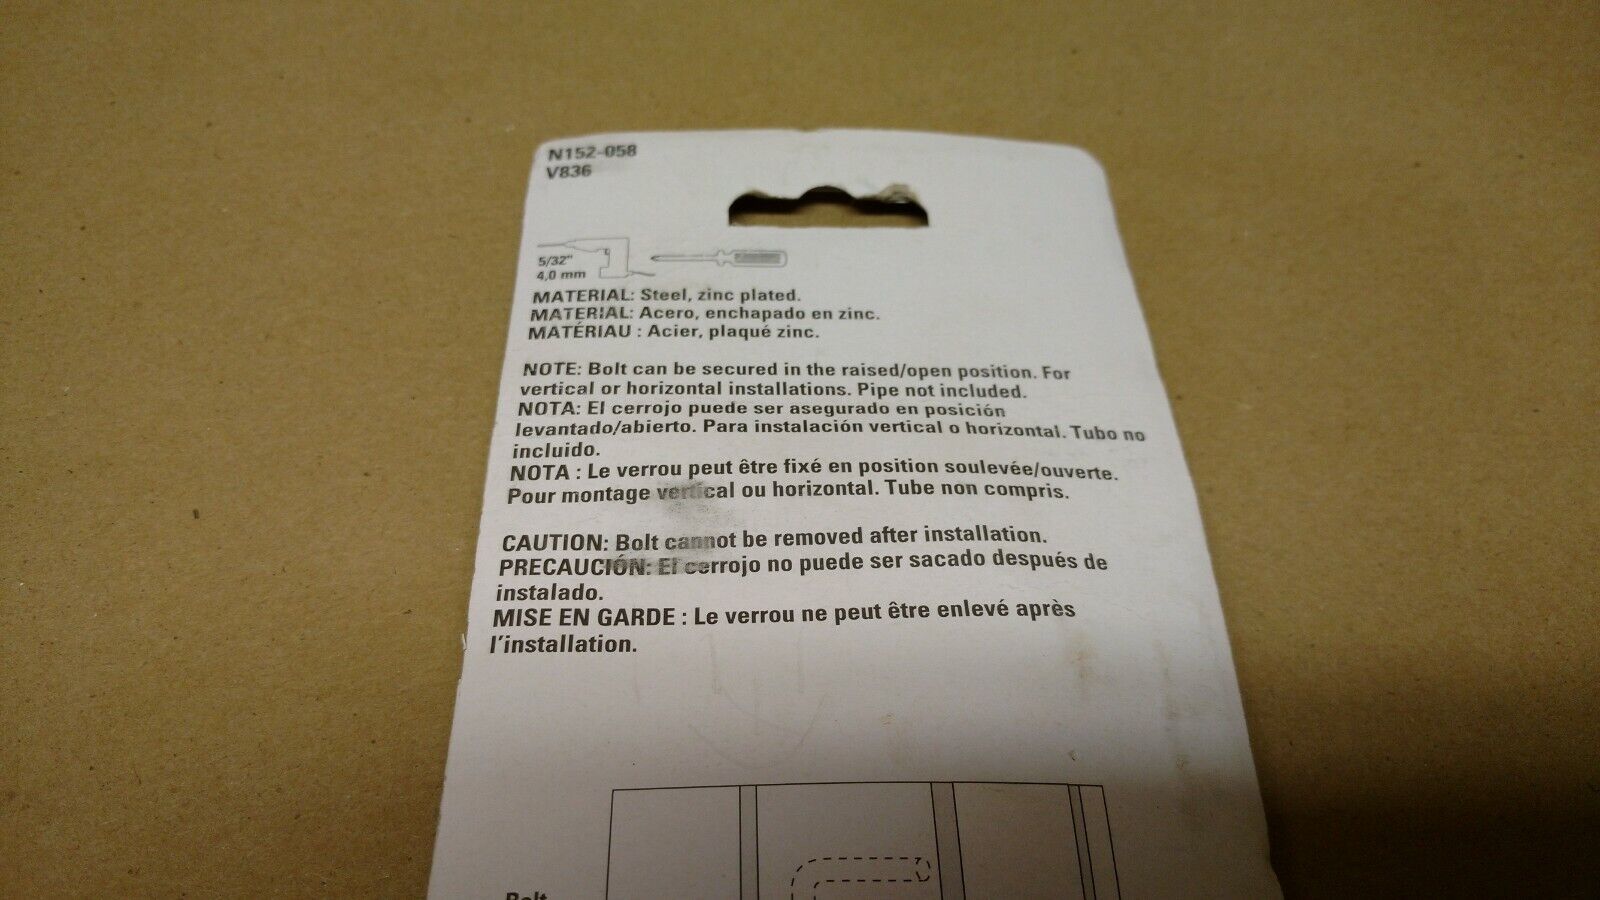 N152-058
V836
5/32"
4,0 mm
MATERIAL: Steel, zinc plated.
MATERIAL: Acero, enchapado en zinc.
MATÉRIAU : Acier, plaqué zinc.
NOTE: Bolt can be secured in the raised/open position. For
vertical or horizontal installations. Pipe not included.
NOTA: El cerrojo puede ser asegurado en posición
levantado/abierto. Para instalación vertical o horizontal. Tubo no
incluido.
NOTA : Le verrou peut être fixé en position soulevée/ouverte.
Pour montage vertical ou horizontal. Tube non compris.
CAUTION: Bolt cannot be removed after installation.
PRECAUCIÓN: El cerrojo no puede ser sacado después de
instalado.
MISE EN GARDE : Le verrou ne peut être enlevé après
l'installation.
Bolt